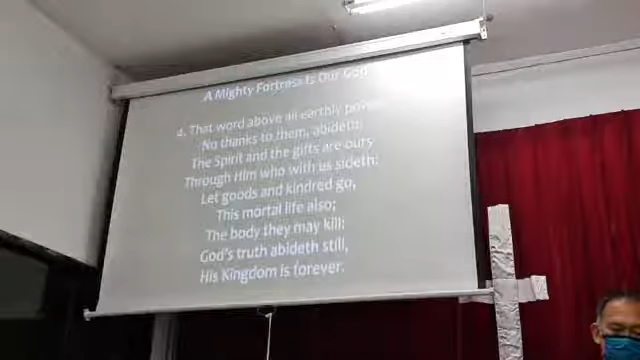 A Mighty Fortress Is Our God
4. That word above all earthly powers
No thanks to them, abideth;
The Spirit and the gifts are ours
Through Him who with us sideth:
Let goods and kindred go,
This mortal life also;
The body they may kill:
God's truth abideth still,
His Kingdom is forever.